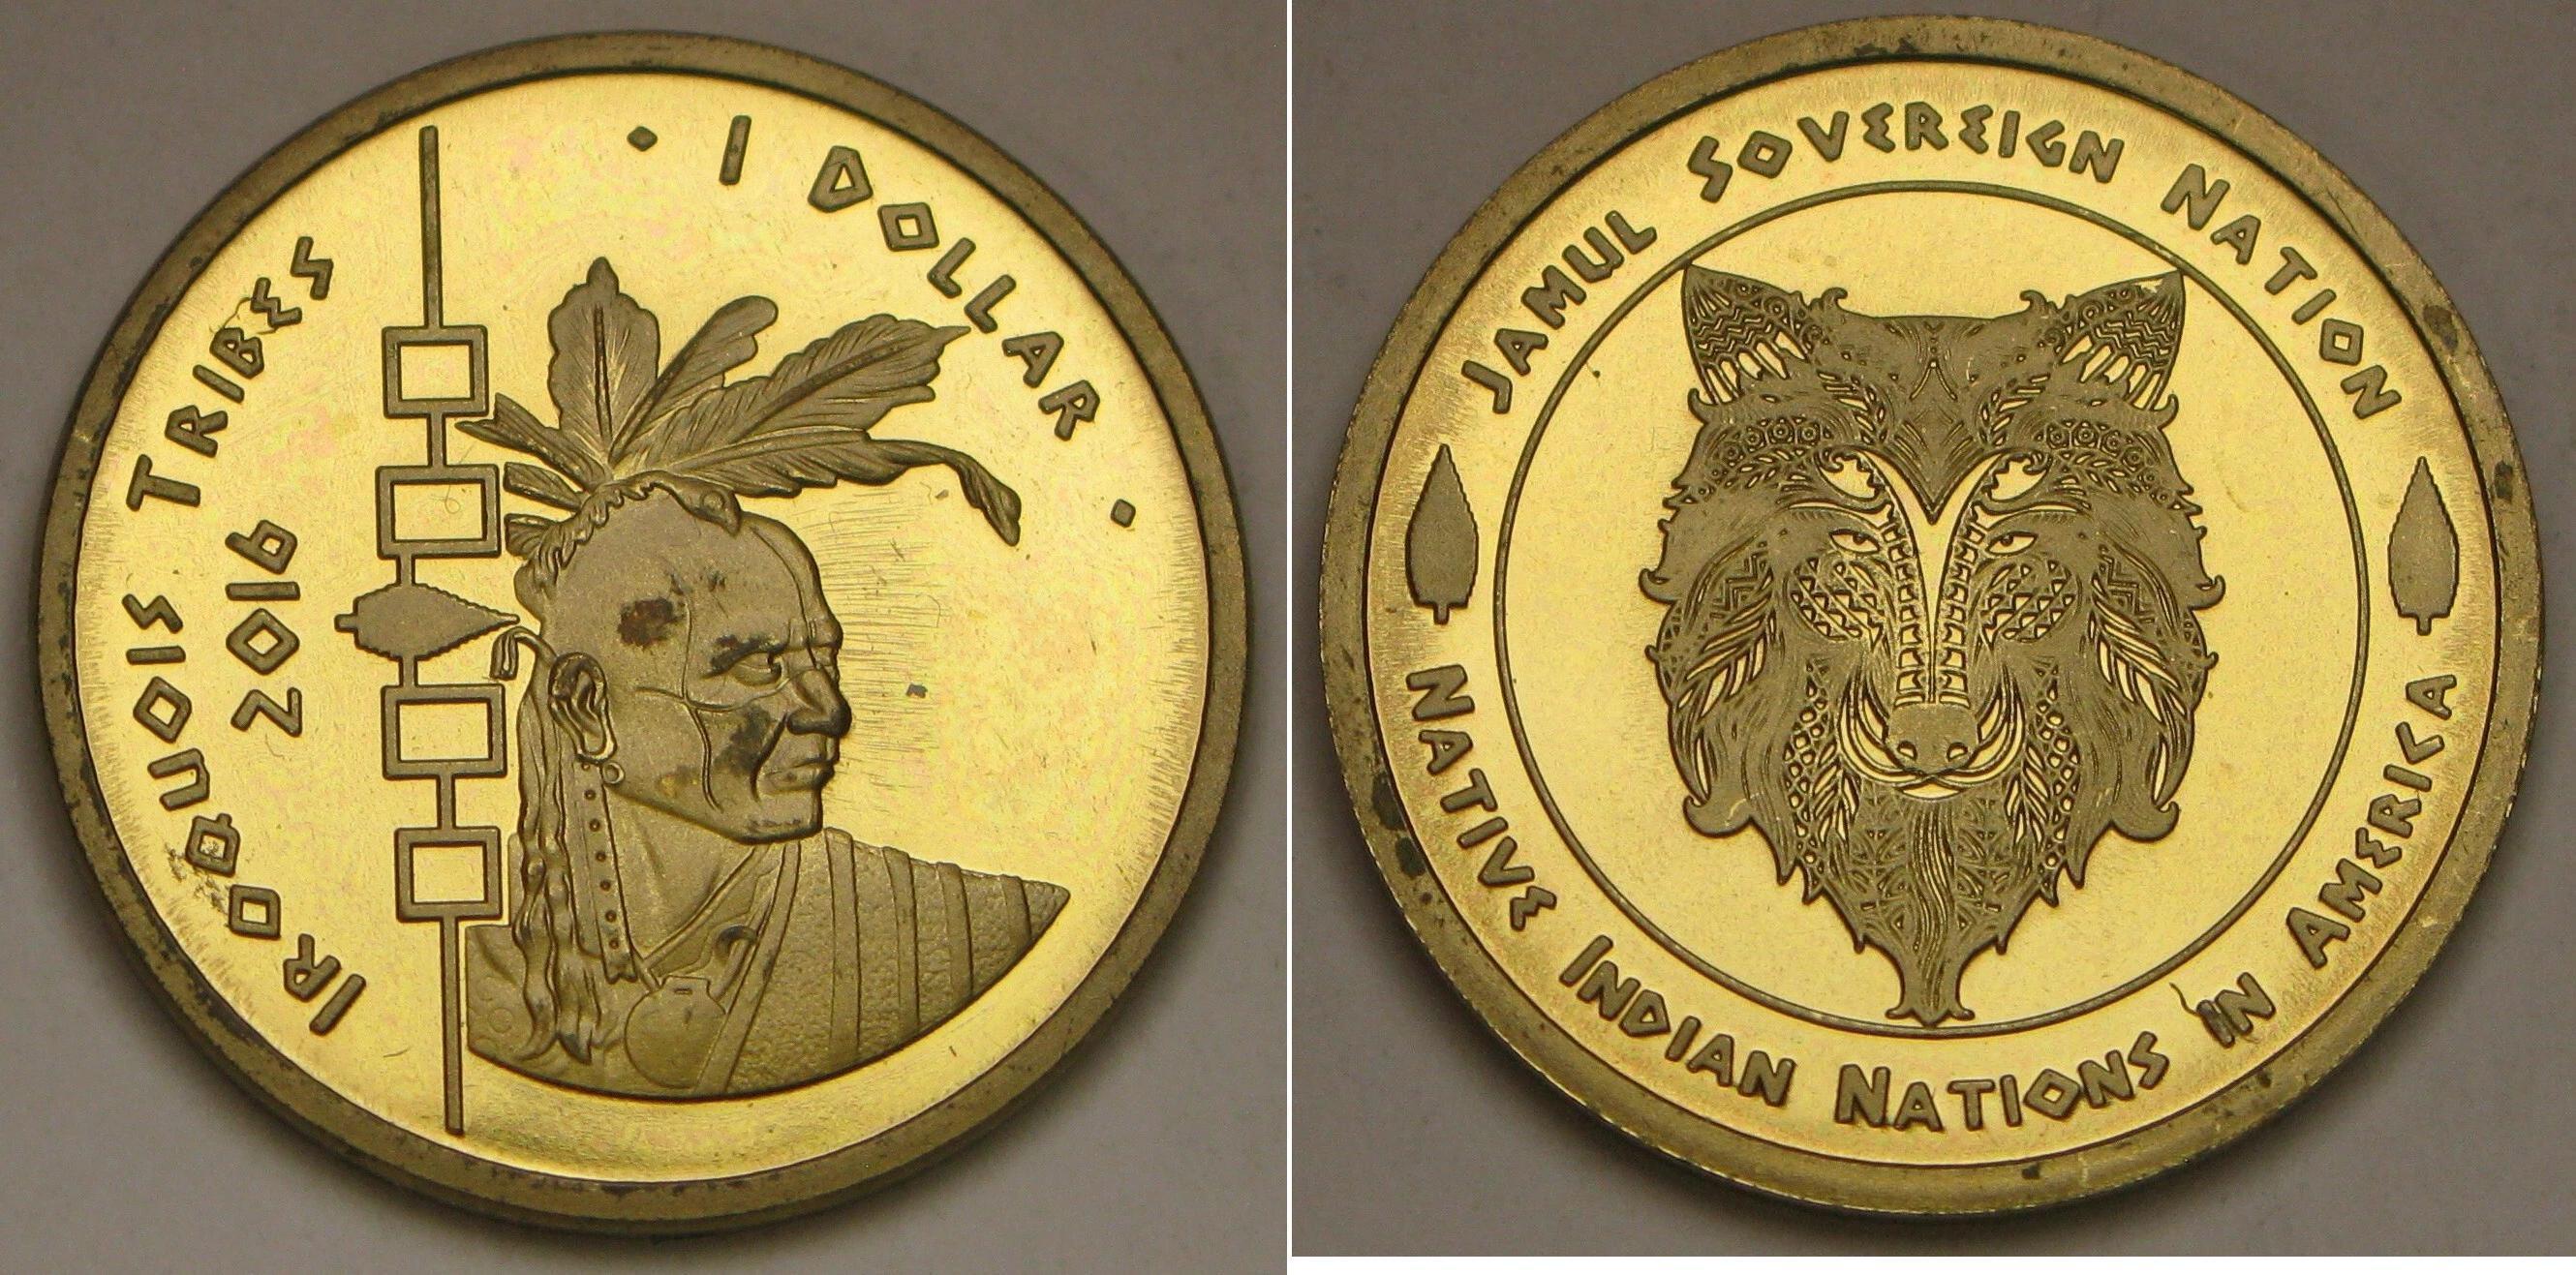 IROQUOIS TRIBES
2016
• 1 DOLLAR •
JAMUL SOVEREIGN NATION
NATIVE INDIAN NATIONS IN AMERICA